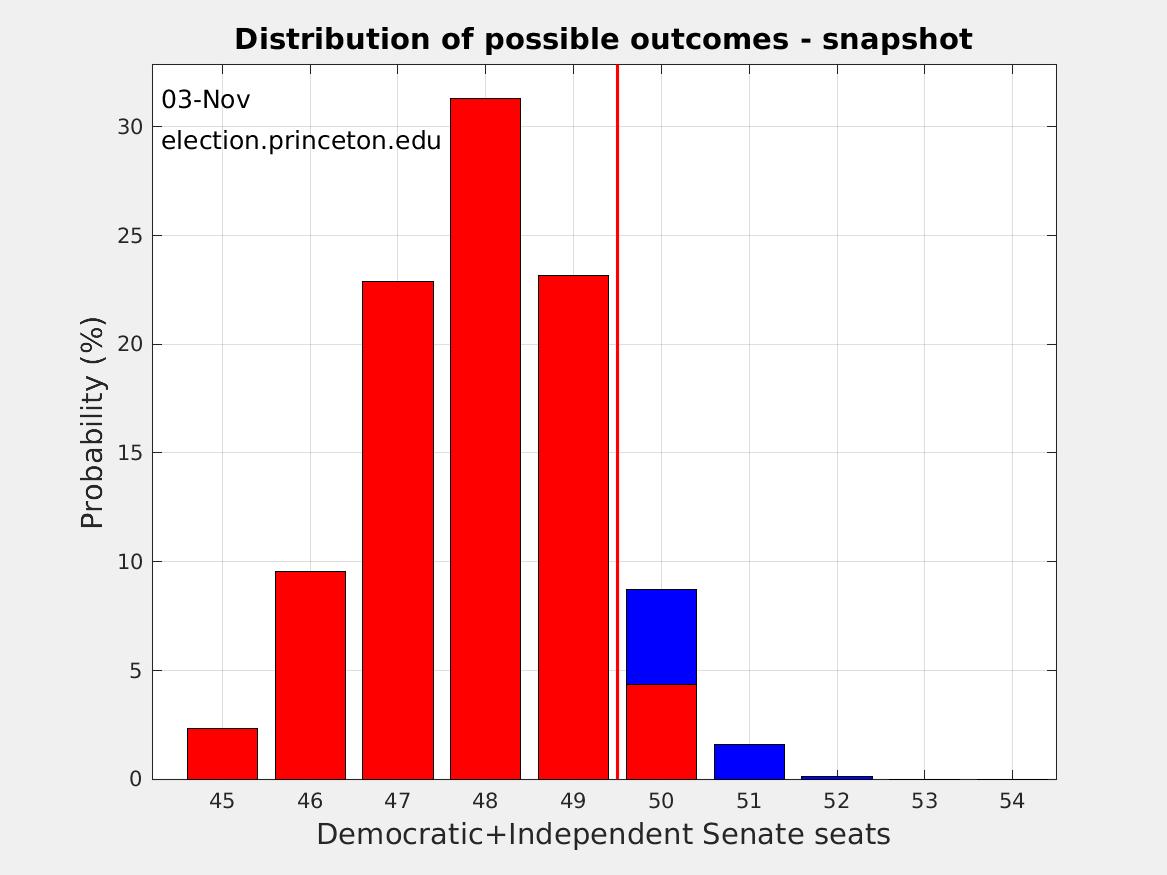 Distribution of possible outcomes - snapshot
03-Nov
election.princeton.edu
30
25
20
15
10
5
0
Probability (%)
45 46 47 48 49 50 51 52 53 54
Democratic+Independent Senate seats